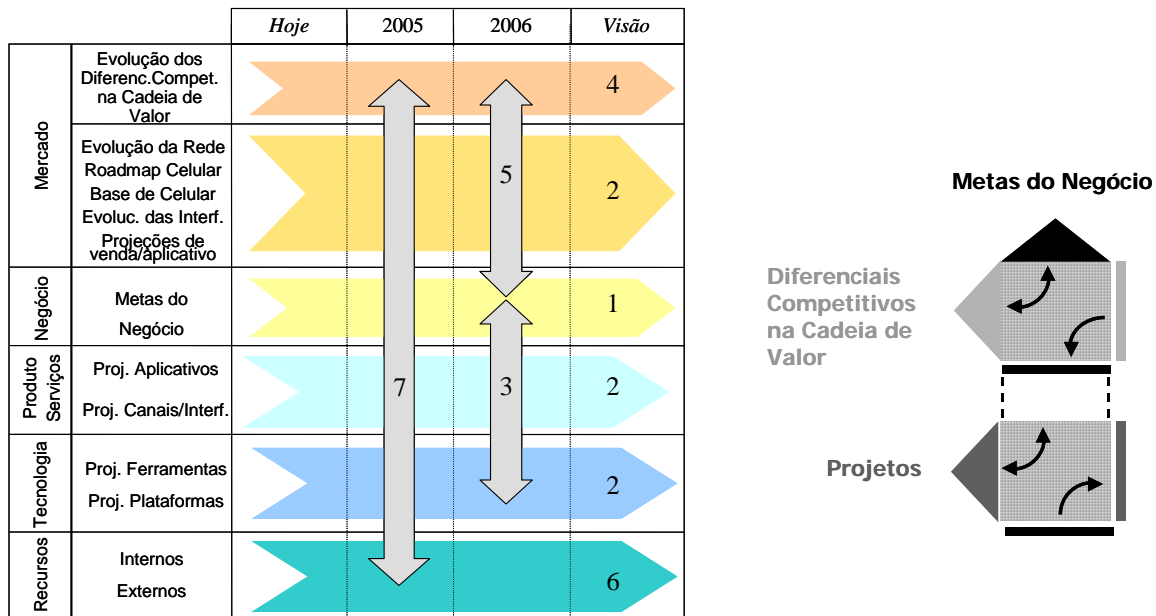 Hoje 2005 2006 Visão
Mercado
Evolução dos
Diferenc.Compet.
na Cadeia de
Valor
4
Evolução da Rede
Roadmap Celular
Base de Celular
Evoluc. das Interf.
Projeções de
venda/aplicativo
5
2
Negócio
Metas do
Negócio
1
Produto
Serviços
Proj. Aplicativos
Proj. Canais/Interf.
7
3
2
Tecnologia
Proj. Ferramentas
Proj. Plataformas
2
Recursos
Internos
Externos
6
Metas do Negócio
Diferenciais
Competitivos
na Cadeia de
Valor
Projetos